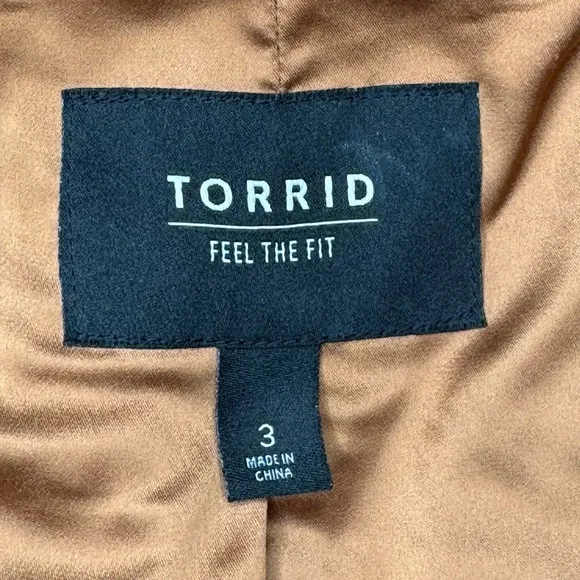 TORRID
FEEL THE FIT
3
MADE IN
CHINA